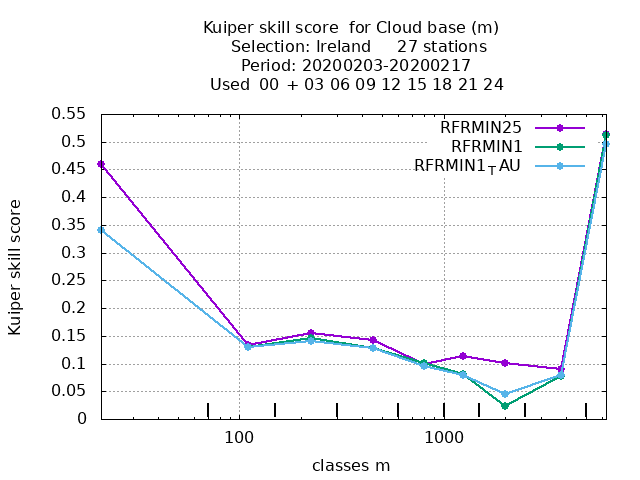 Kuiper skill score  for Cloud base (m)
Selection: Ireland     27 stations
Period: 20200203-20200217
Used  00 + 03 06 09 12 15 18 21 24
RFRMIN25
RFRMIN1
RFRMIN1TAU
0.55
0.5
0.45
0.4
0.35
0.3
0.25
0.2
0.15
0.1
0.05
0
Kuiper skill score
100
1000
classes m